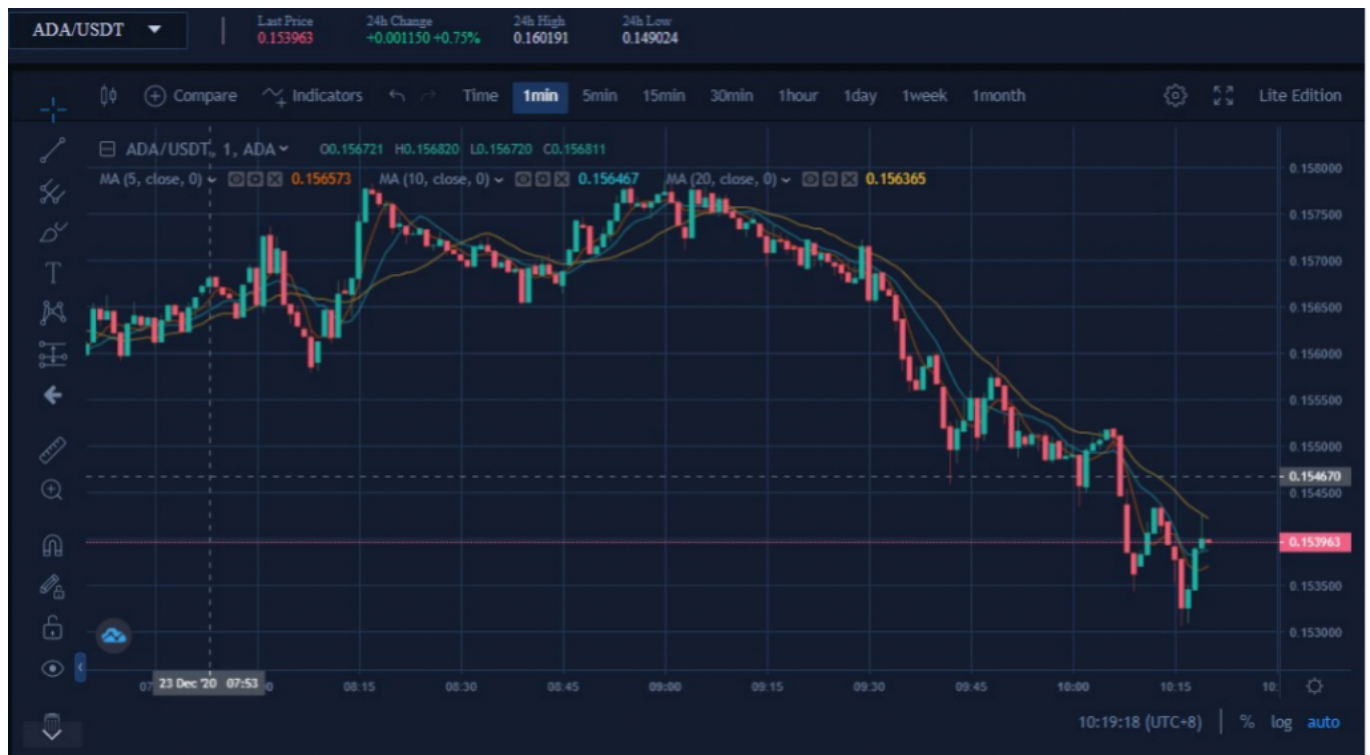 ADA/USDT
Last Price 24h Change 24h High 24h Low
0.153963 +0.001150 +0.75% 0.160191 0.149024
Compare Indicators Time 1min 5min 15min 30min 1hour 1day 1week 1month Lite Edition
ADA/USDT, 1, ADA O0.156721 H0.156820 L0.156720 C0.156811
MA (5, close, 0) 0.156573 MA (10, close, 0) 0.156467 MA (20, close, 0) 0.156365
0.158000
0.157500
0.157000
0.156500
0.156000
0.155500
0.155000
0.154670
0.154500
0.153963
0.153500
0.153000
07 23 Dec '20 07:53 0 08:15 08:30 08:45 09:00 09:15 09:30 09:45 10:00 10:15 10:
10:19:18 (UTC+8) % log auto